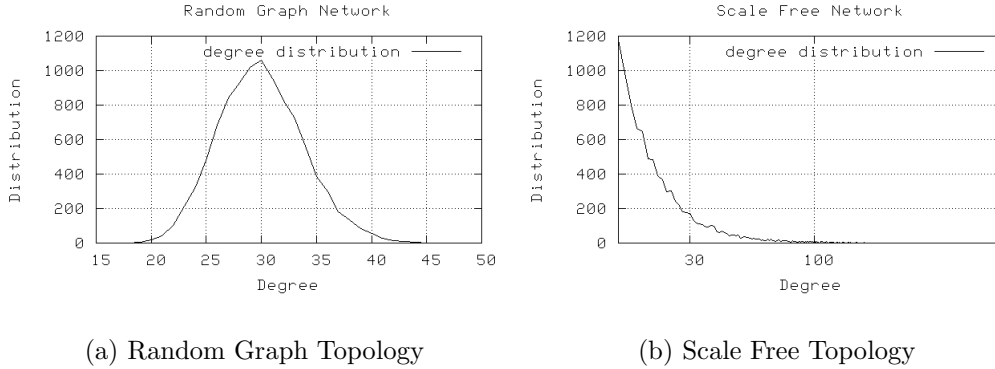 Random Graph Network
degree distribution
1200
1000
800
600
400
200
0
Distribution
15 20 25 30 35 40 45 50
Degree
(a) Random Graph Topology
Scale Free Network
degree distribution
1200
1000
800
600
400
200
0
Distribution
30 100
Degree
(b) Scale Free Topology